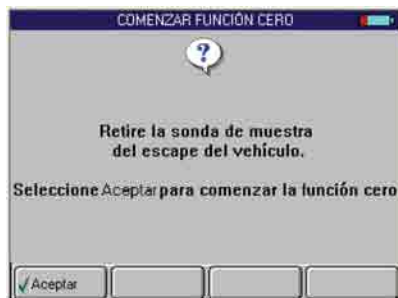 COMENZAR FUNCIÓN CERO
?
Retire la sonda de muestra
del escape del vehículo.
Seleccione Aceptar para comenzar la función cero
Aceptar